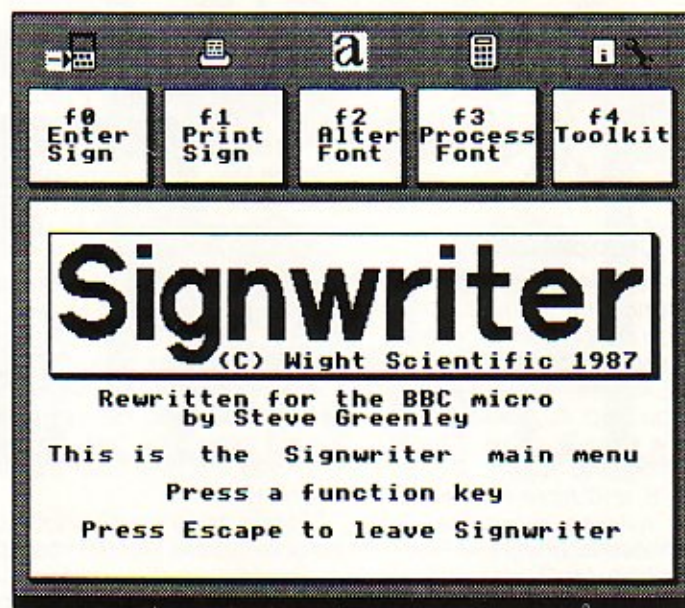 f0 Enter Sign
f1 Print Sign
a
f2 Alter Font
f3 Process Font
i
f4 Toolkit
Signwriter
(C) Wight Scientific 1987
Rewritten for the BBC micro
by Steve Greenley
This is the Signwriter main menu
Press a function key
Press Escape to leave Signwriter